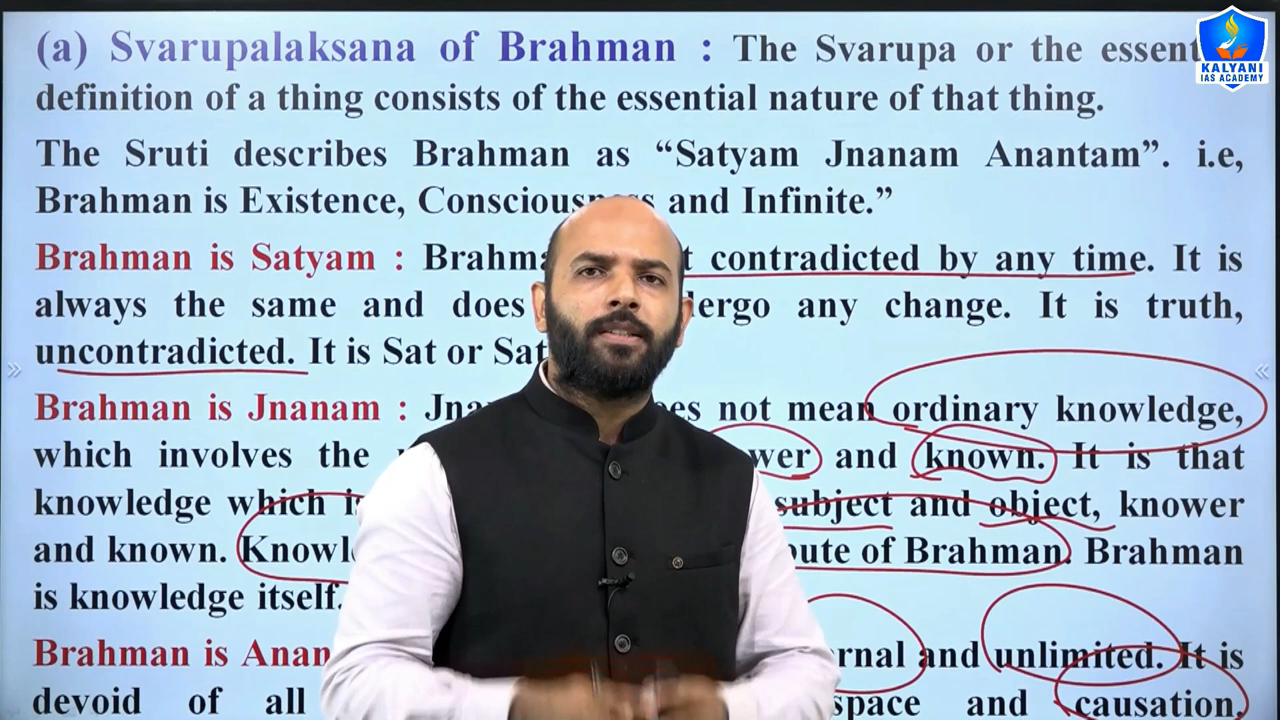 (a) Svarupalaksana of Brahman : The Svarupa or the essent
KALYANI
IAS ACADEMY
definition of a thing consists of the essential nature of that thing.
The Sruti describes Brahman as “Satyam Jnanam Anantam”. i.e,
Brahman is Existence, Consciousness and Infinite.”
Brahman is Satyam : Brahma t contradicted by any time. It is
always the same and does ergo any change. It is truth,
uncontradicted. It is Sat or Sat
Brahman is Jnanam : Jna es not mean ordinary knowledge,
which involves the wer and known. It is that
knowledge which i subject and object, knower
and known. Knowl bute of Brahman. Brahman
is knowledge itself.
Brahman is Anan rnal and unlimited. It is
devoid of all space and causation.